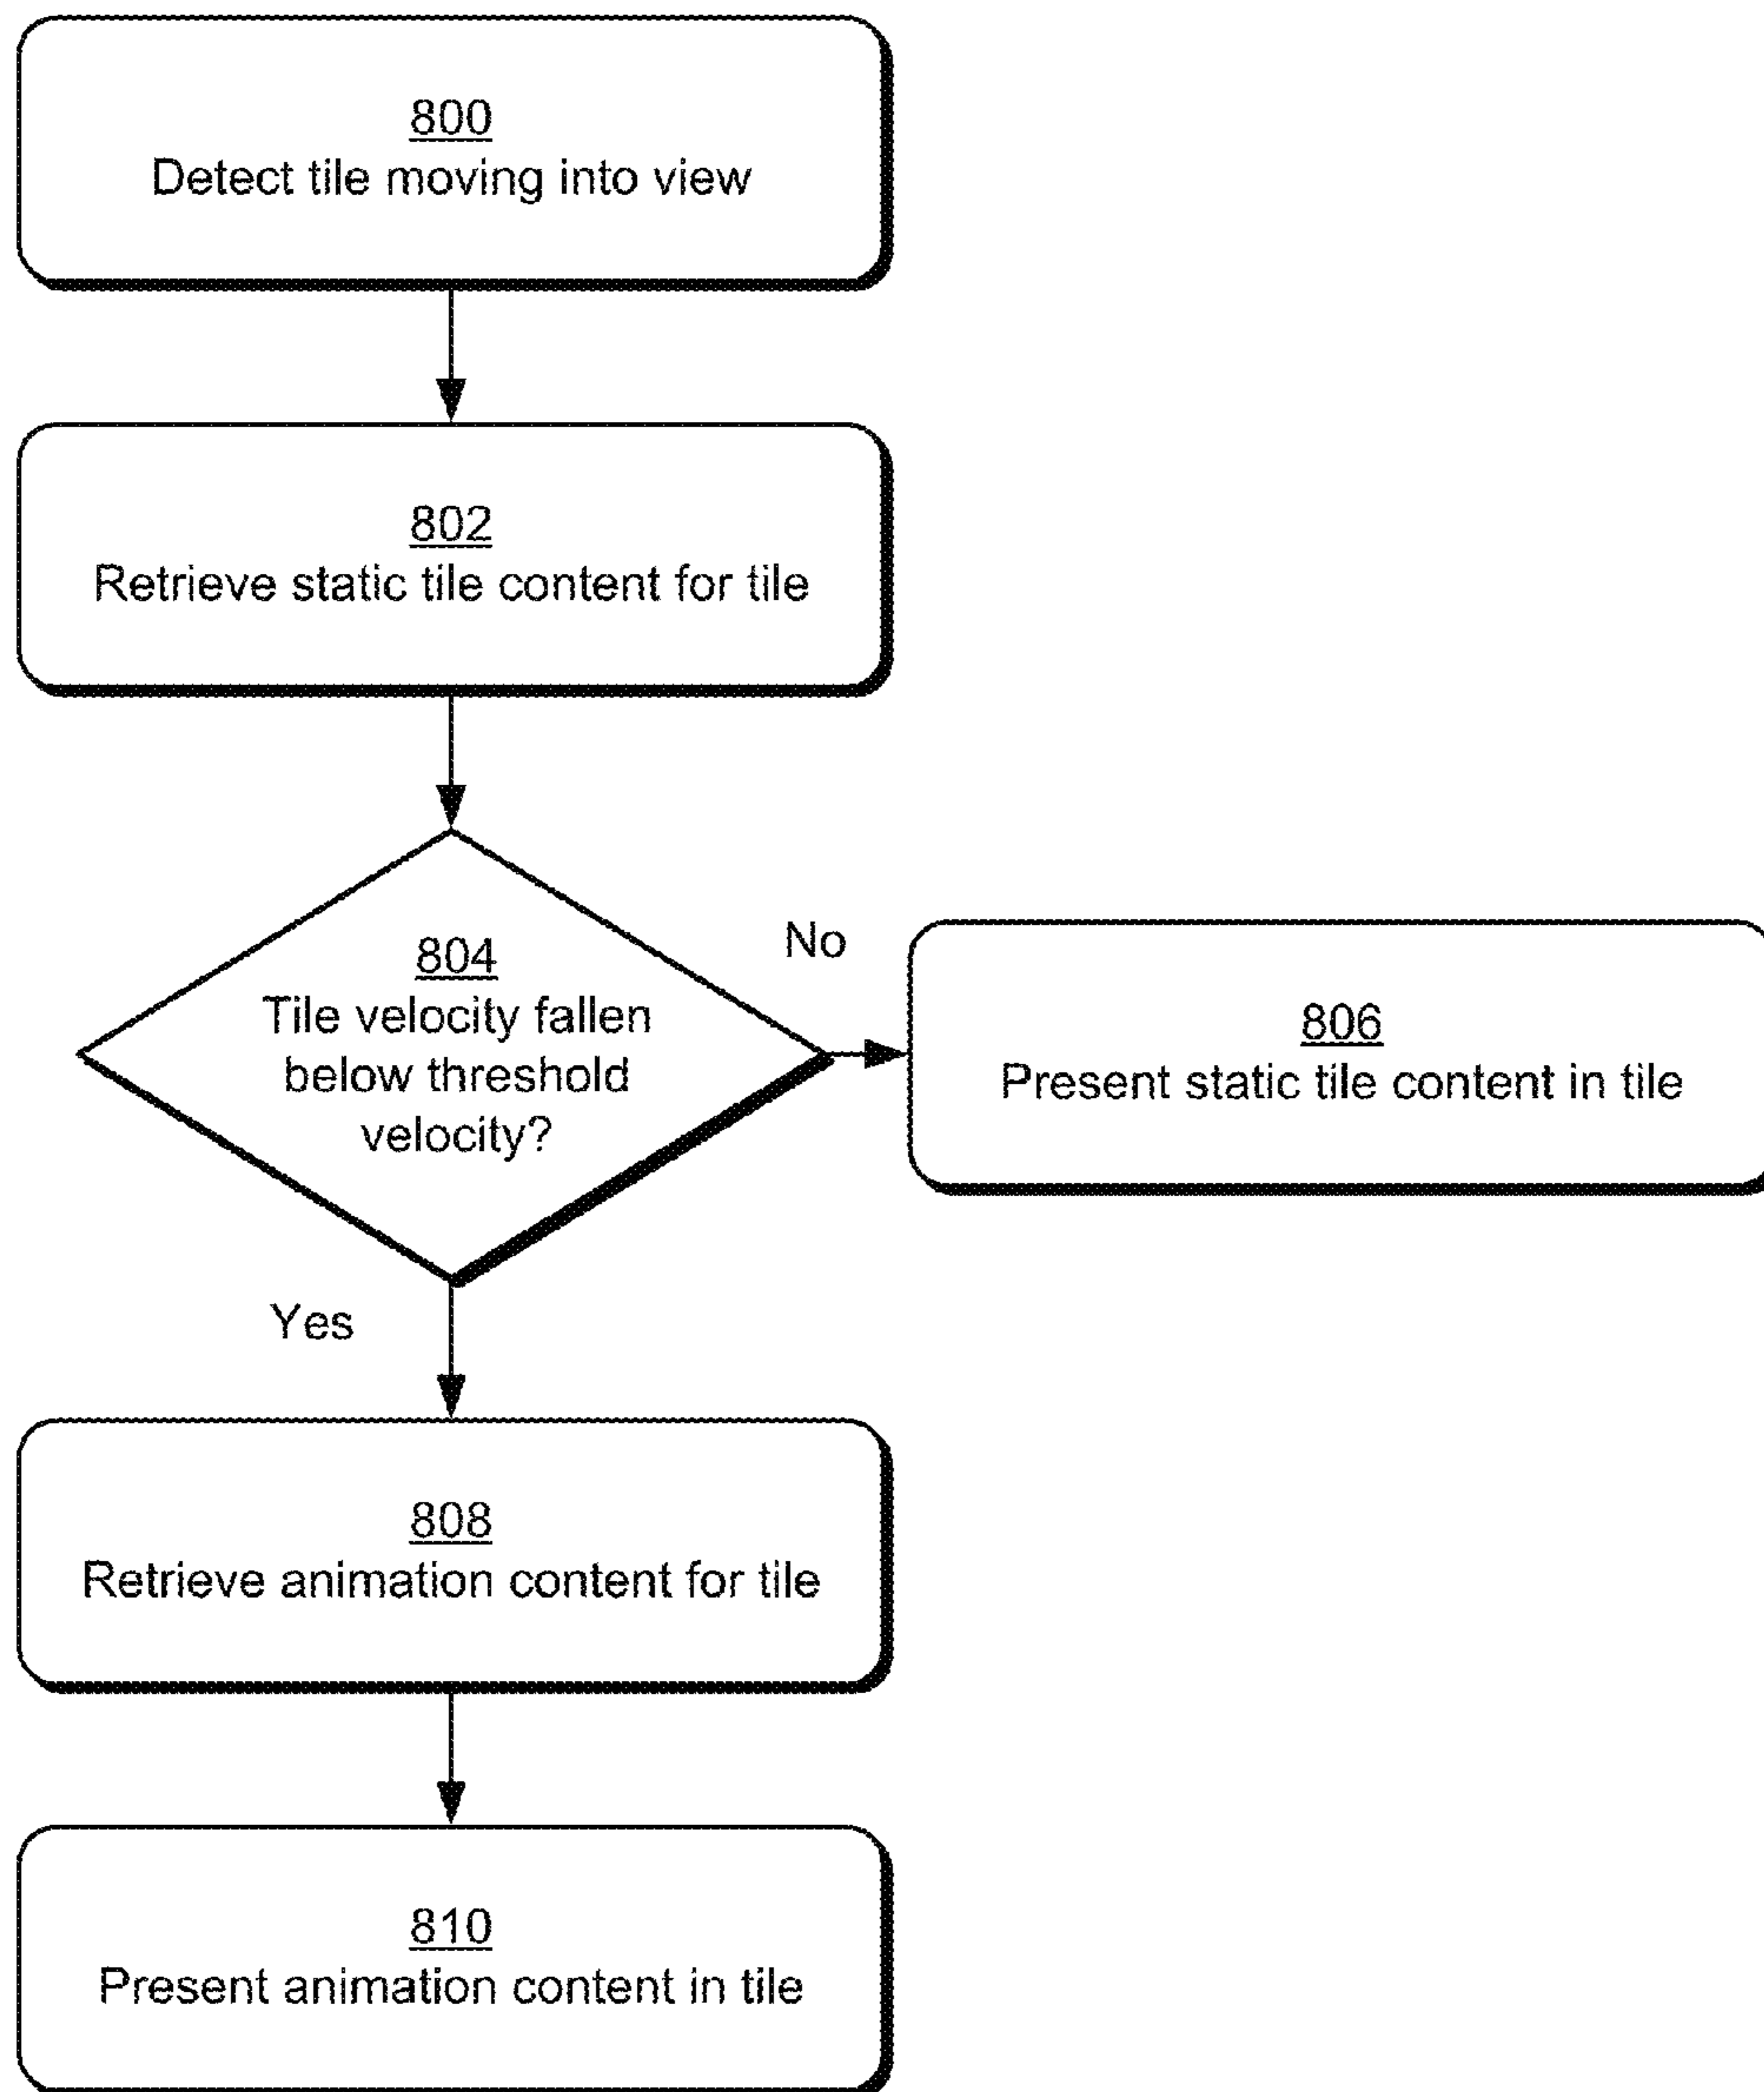 800
Detect tile moving into view
802
Retrieve static tile content for tile
804
Tile velocity fallen
below threshold
velocity?
No
806
Present static tile content in tile
Yes
808
Retrieve animation content for tile
810
Present animation content in tile